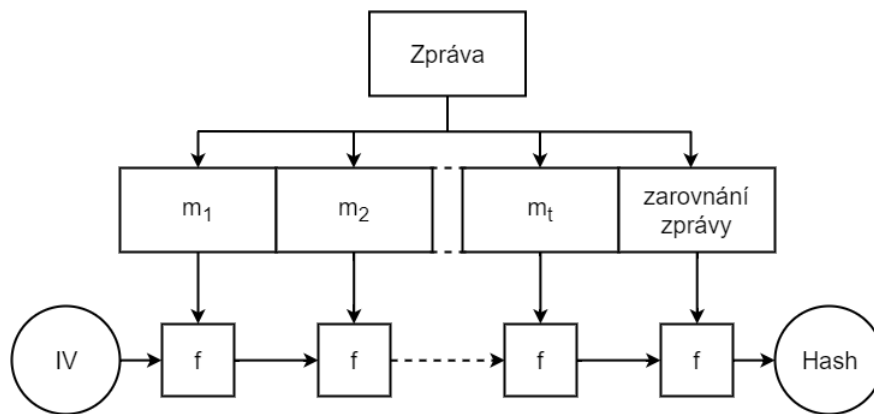 Zpráva
m₁
m₂
mₜ
zarovnání
zprávy
IV
f
f
f
f
Hash